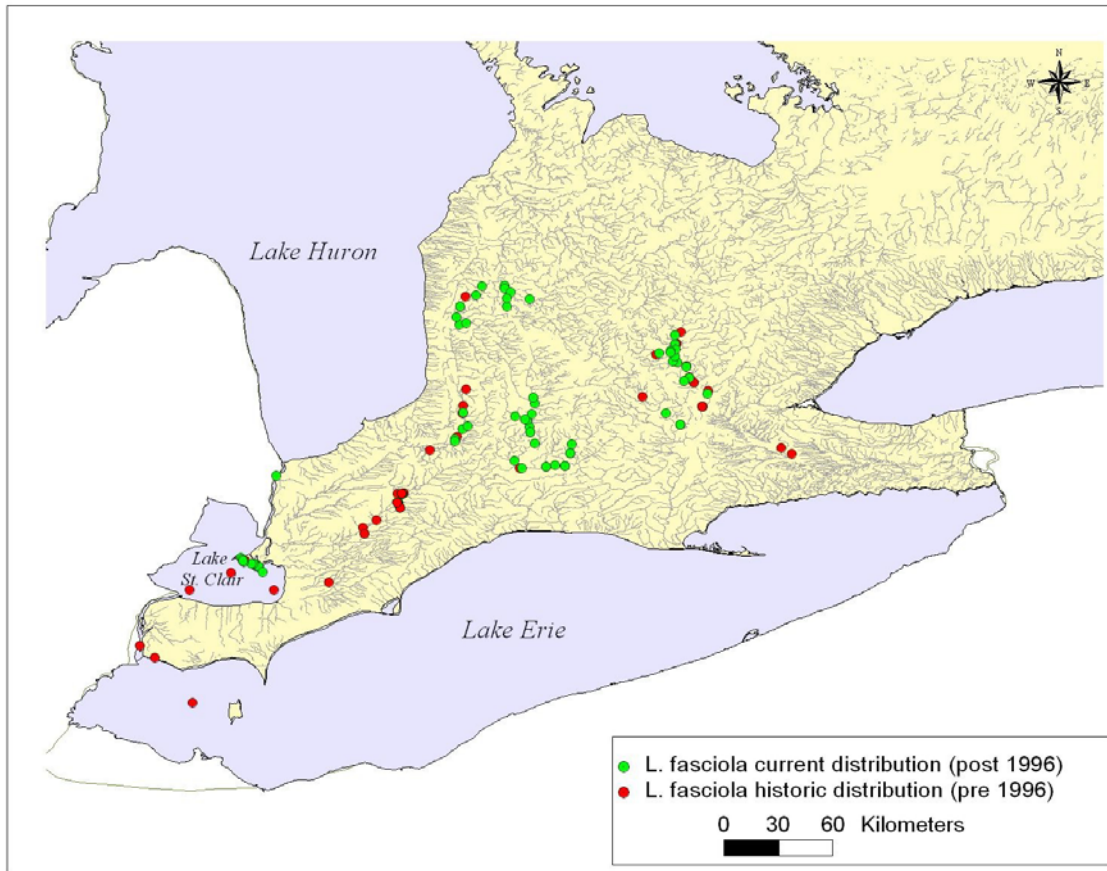 N
W E
S
Lake Huron
Lake
St. Clair
Lake Erie
L. fasciola current distribution (post 1996)
L. fasciola historic distribution (pre 1996)
0 30 60 Kilometers